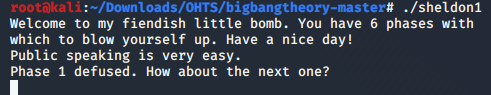 root@kali:~/Downloads/OHTS/bigbangtheory-master# ./sheldon1
Welcome to my fiendish little bomb. You have 6 phases with
which to blow yourself up. Have a nice day!
Public speaking is very easy.
Phase 1 defused. How about the next one?